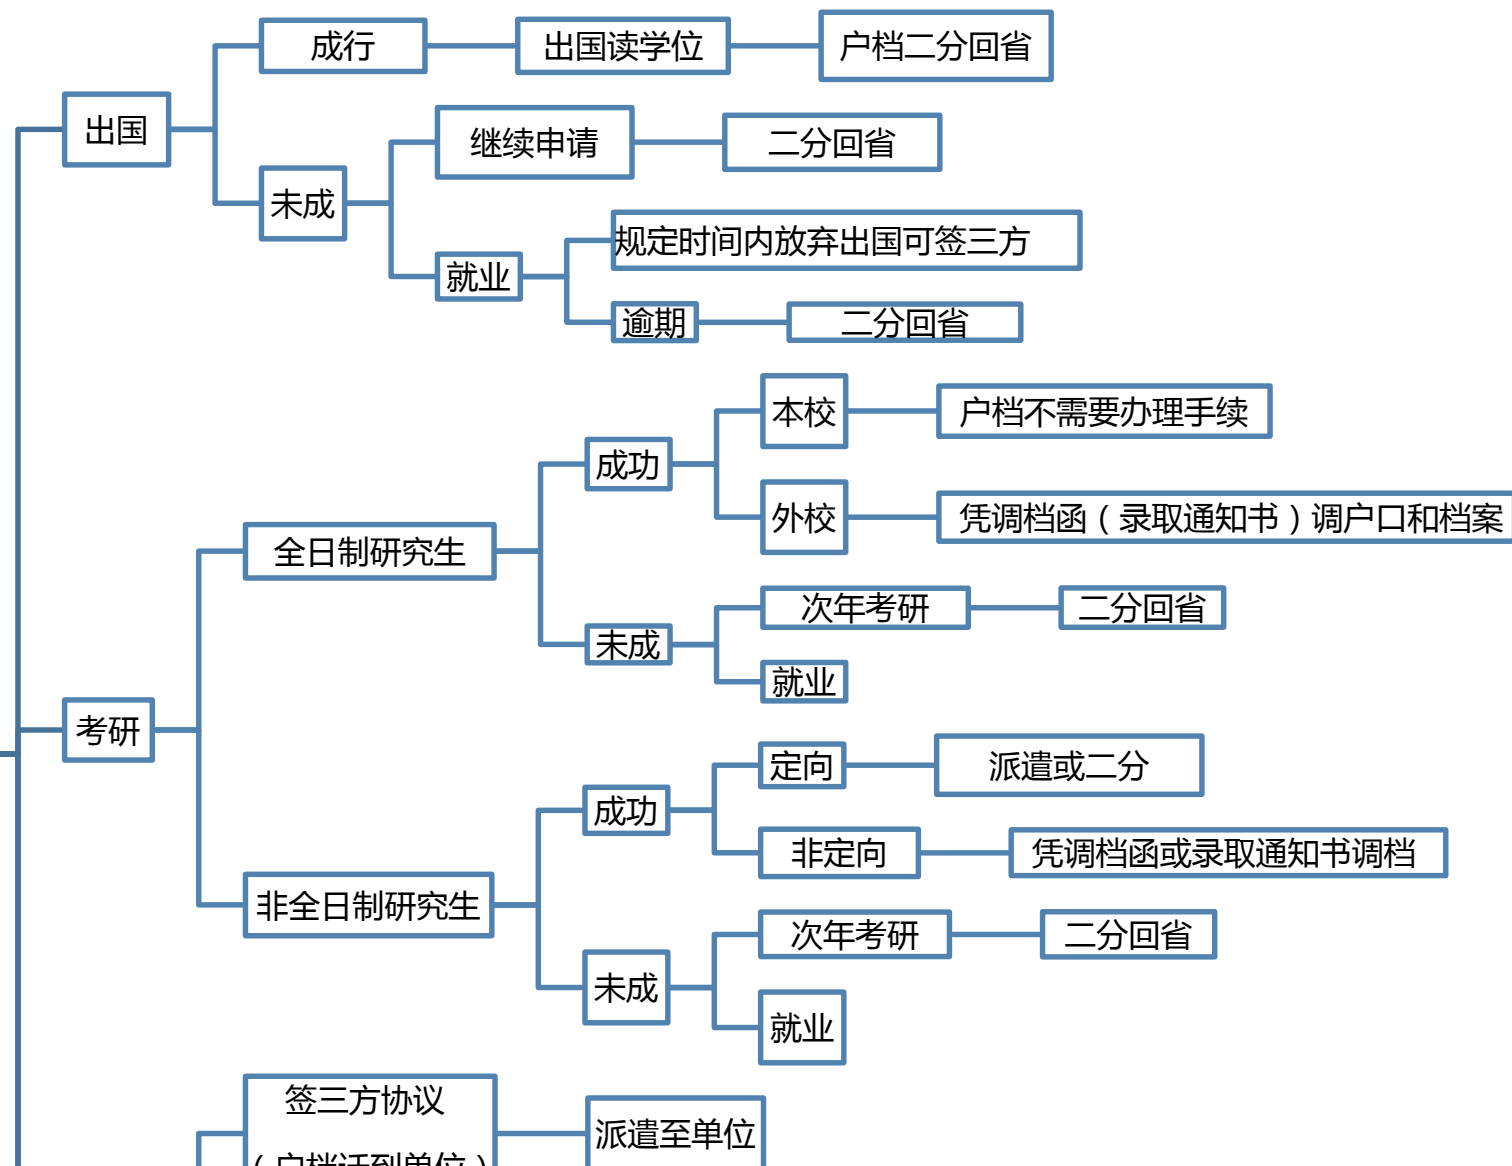 成行
出国读学位
户档二分回省
出国
继续申请
二分回省
未成
规定时间内放弃出国可签三方
就业
逾期
二分回省
本校
户档不需要办理手续
成功
外校
凭调档函（录取通知书）调户口和档案
全日制研究生
次年考研
二分回省
未成
就业
考研
定向
派遣或二分
成功
非定向
凭调档函或录取通知书调档
非全日制研究生
次年考研
二分回省
未成
就业
签三方协议
（户档迁到单位）
派遣至单位